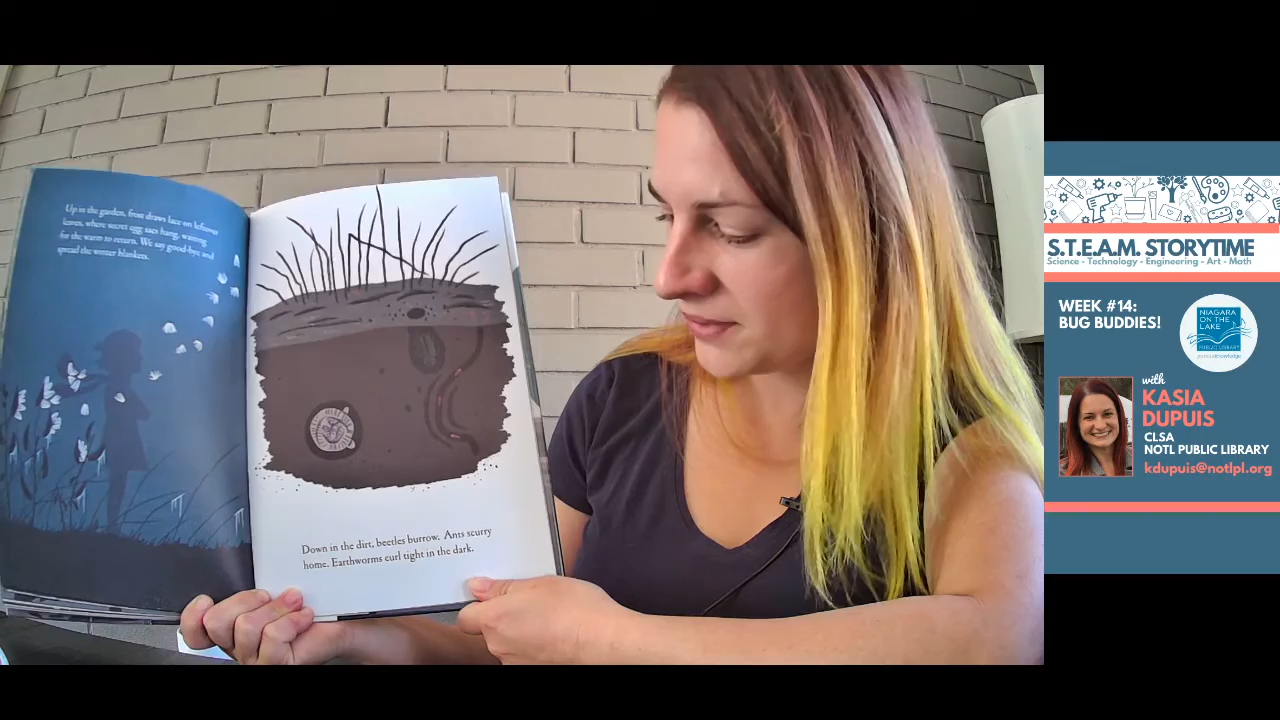 Up in the garden, frost draws lace on leftover
leaves, where secret egg sacs hang, waiting
for the warm to return. We say good-bye and
spread the winter blankets.
Down in the dirt, beetles burrow. Ants scurry
home. Earthworms curl tight in the dark.
S.T.E.A.M. STORYTIME
Science - Technology - Engineering - Art - Math
WEEK #14:
BUG BUDDIES!
NIAGARA
ON THE
LAKE
PUBLIC LIBRARY
with
KASIA
DUPUIS
CLSA
NOTL PUBLIC LIBRARY
kdupuis@notlpl.org